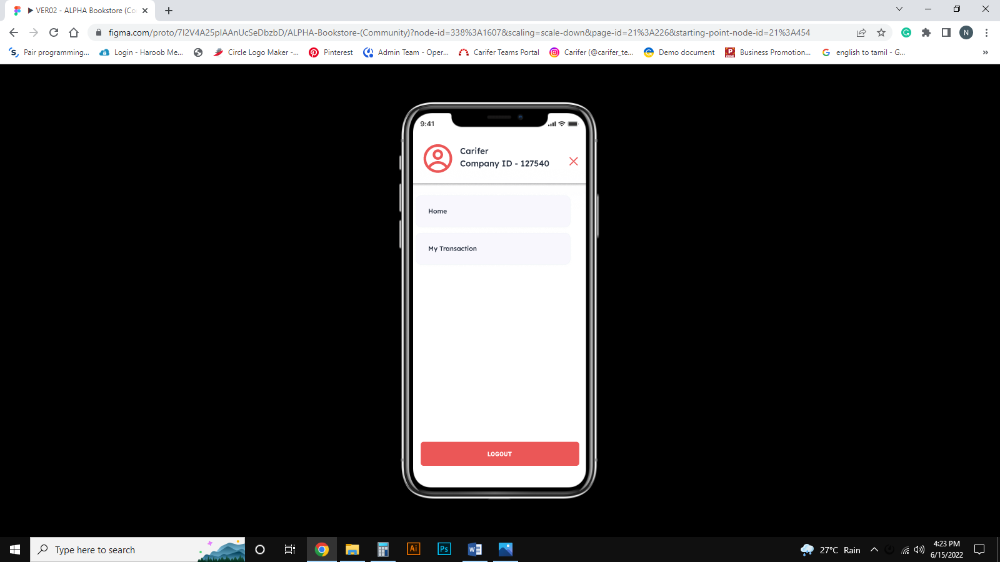 VER02 - ALPHA Bookstore (Co
figma.com/proto/7I2V4A25pIAAnUcSeDbzbD/ALPHA-Bookstore-(Community)?node-id=338%3A1607&scaling=scale-down&page-id=21%3A226&starting-point-node-id=21%3A454
N
Pair programming...
Login - Haroob Me...
Circle Logo Maker -...
Pinterest
Admin Team - Oper...
Carifer Teams Portal
Carifer (@carifer_te...
Demo document
Business Promotion...
english to tamil - G...
9:41
Carifer
Company ID - 127540
Home
My Transaction
LOGOUT
Type here to search
Ai
Ps
27°C Rain
4:23 PM
6/15/2022